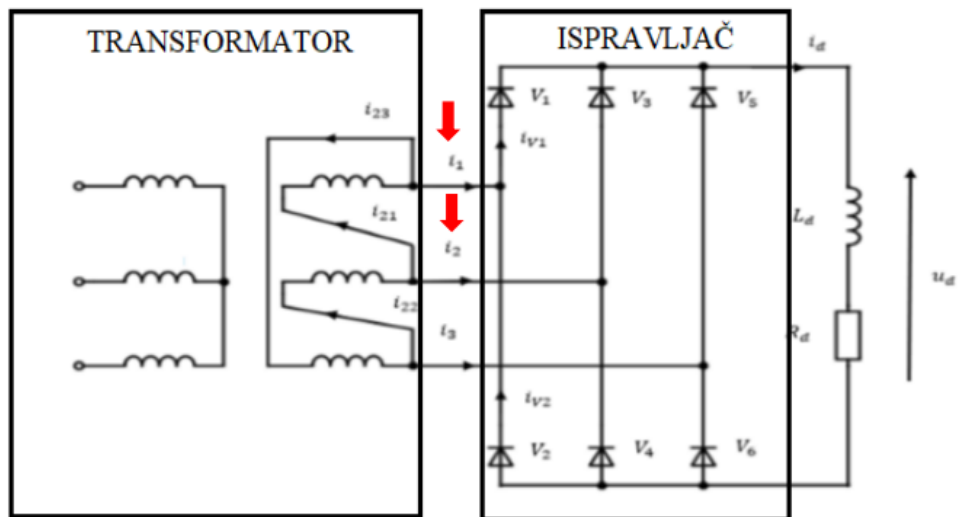 TRANSFORMATOR
ISPRAVLJAČ
i_d
V_1
V_3
V_5
i_23
i_1
i_V1
i_21
i_2
L_d
u_d
i_22
i_3
R_d
i_V2
V_2
V_4
V_6